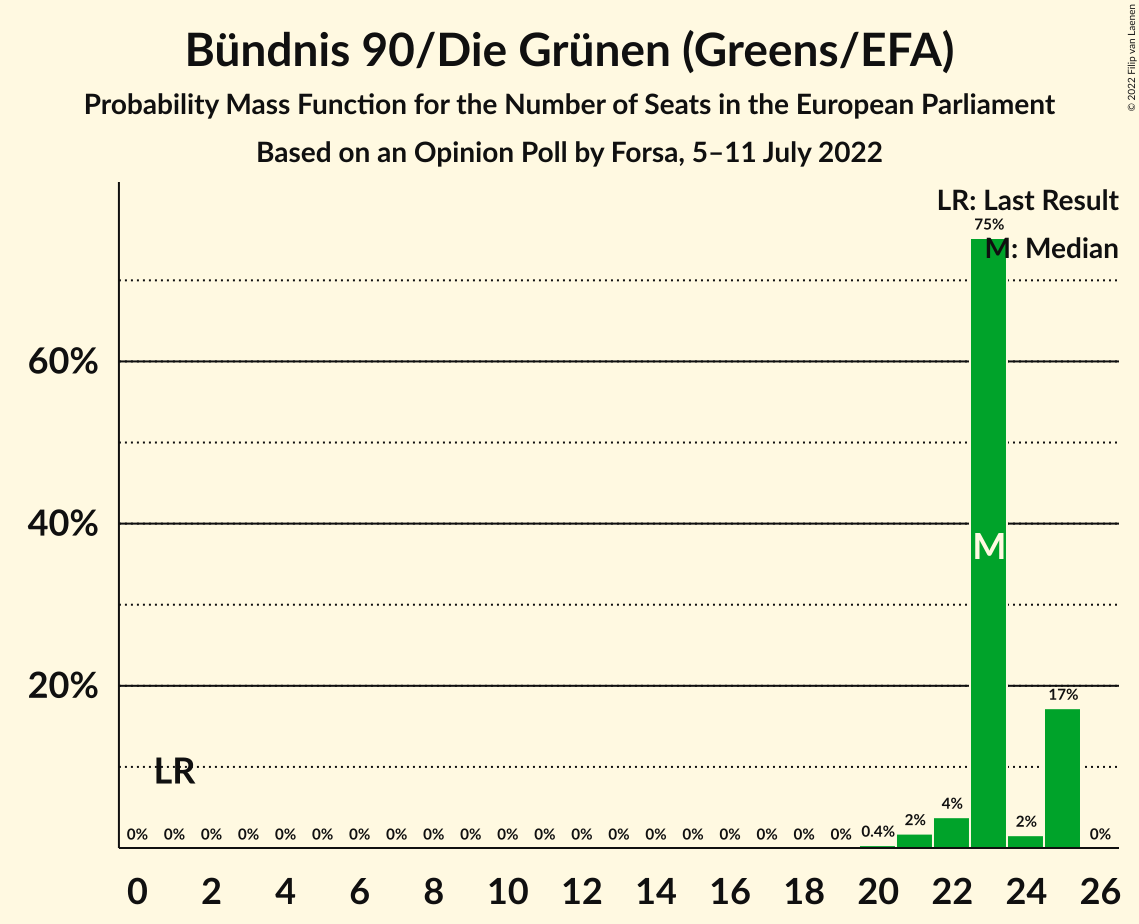 Bündnis 90/Die Grünen (Greens/EFA)
Probability Mass Function for the Number of Seats in the European Parliament
Based on an Opinion Poll by Forsa, 5–11 July 2022
© 2022 Filip van Laenen
LR: Last Result
M: Median
75%
60%
40%
M
20%
17%
LR
0% 0% 0% 0% 0% 0% 0% 0% 0% 0% 0% 0% 0% 0% 0% 0% 0% 0% 0% 0% 0.4% 2% 4% 2% 0%
0 2 4 6 8 10 12 14 16 18 20 22 24 26